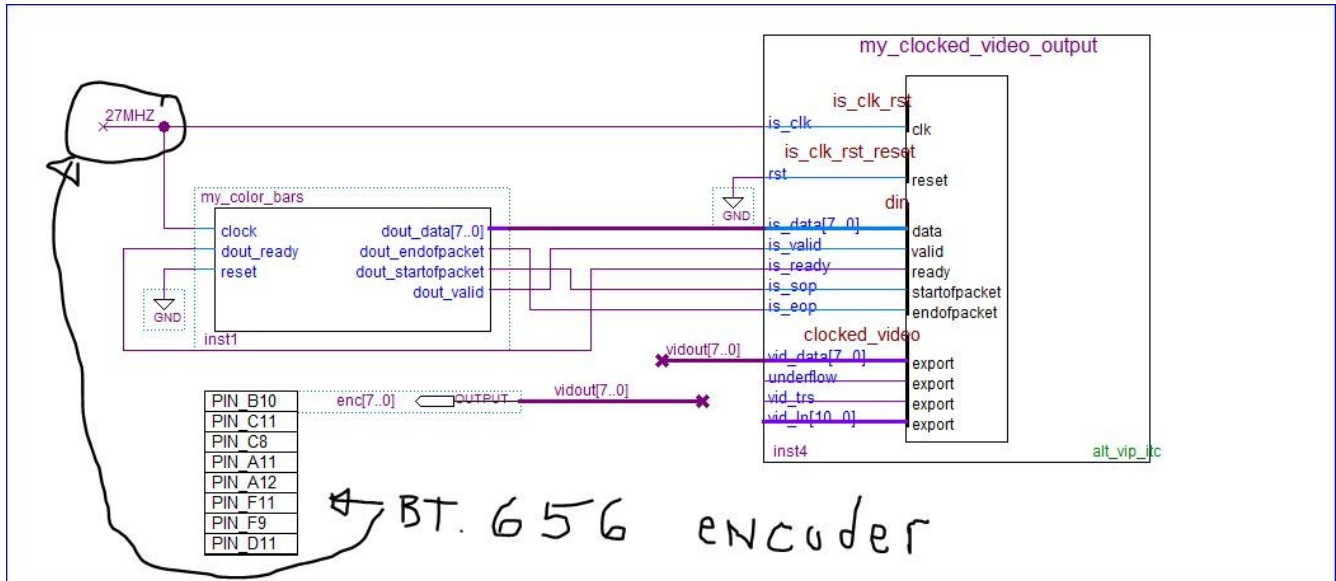 my_clocked_video_output
27MHZ
is_clk_rst
is_clk
clk
is_clk_rst_reset
rst
reset
GND
my_color_bars
clock
dout_ready
reset
dout_data[7..0]
dout_endofpacket
dout_startofpacket
dout_valid
GND
inst1
din
is_data[7..0]
data
is_valid
valid
is_ready
ready
is_sop
startofpacket
is_eop
endofpacket
clocked_video
vidout[7..0]
vid_data[7..0]
export
underflow
export
vid_trs
export
vid_ln[10..0]
export
inst4
alt_vip_itc
enc[7..0]
OUTPUT
vidout[7..0]
PIN_B10
PIN_C11
PIN_C8
PIN_A11
PIN_A12
PIN_F11
PIN_F9
PIN_D11
BT. 656 encoder